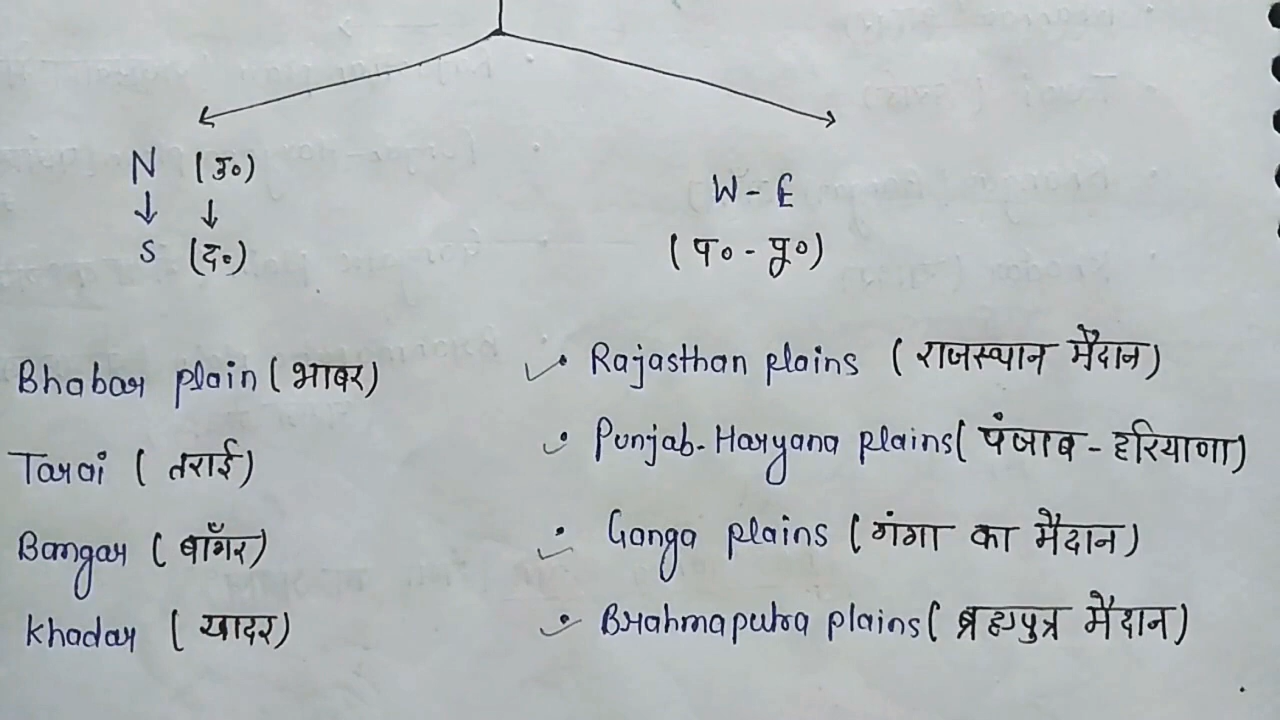 N (उ०)
↓ ↓
S (द०)
Bhabar plain (भाबर)
Tarai (तराई)
Bangar (बाँगर)
Khadar (खादर)
W - E
(प० - पू०)
• Rajasthan plains (राजस्थान मैदान)
• Punjab-Haryana plains (पंजाब - हरियाणा)
• Ganga plains (गंगा का मैदान)
• Brahmaputra plains (ब्रह्मपुत्र मैदान)